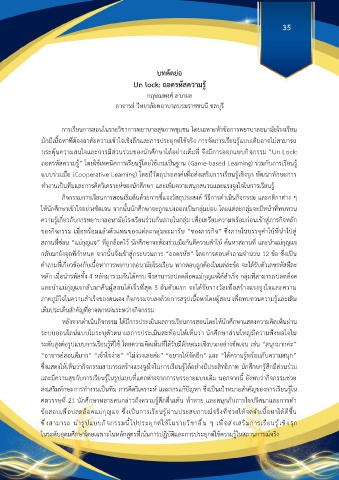 35
บทคัดย่อ
Un lock: ถอดรหัสความรู้
กฤษณพงค์ ลาภผล
อาจารย์ วิทยาลัยพยาบาลบรมราชชนนี ชลบุรี
การเรียนการสอนในรายวิชาการพยาบาลสุขภาพชุมชน โดยเฉพาะหัวข้อการพยาบาลอนามัยโรงเรียน
มักมีเนื้อหาที่ต้องอาศัยความเข้าใจเชิงลึกและการประยุกต์ใช้จริง การจัดการเรียนรู้แบบเดิมอาจไม่สามารถ
กระตุ้นความสนใจและการมีส่วนร่วมของนักศึกษาได้อย่างเต็มที่ จึงมีการออกแบบกิจกรรม “Un Lock:
ถอดรหัสความรู้” โดยใช้เทคนิคการเรียนรู้โดยใช้เกมเป็นฐาน (Game-based Learning) ร่วมกับการเรียนรู้
แบบร่วมมือ (Cooperative Learning) โดยมีวัตถุประสงค์เพื่อส่งเสริมการเรียนรู้เชิงรุก พัฒนาทักษะการ
ทำงานเป็นทีมและการคิดวิเคราะห์ของนักศึกษา และเพิ่มความสนุกสนานและแรงจูงใจในการเรียนรู้
กิจกรรมการเรียนการสอนเริ่มต้นด้วยการชี้แจงวัตถุประสงค์ วิธีการดำเนินกิจกรรม และกติกาต่าง ๆ
ให้นักศึกษาเข้าใจอย่างชัดเจน จากนั้นนักศึกษาจะถูกแบ่งออกเป็นกลุ่มย่อย โดยแต่ละกลุ่มจะมีหน้าที่ทบทวน
ความรู้เกี่ยวกับการพยาบาลอนามัยโรงเรียนร่วมกันภายในกลุ่ม เพื่อเตรียมความพร้อมก่อนเข้าสู่ภารกิจหลัก
ของกิจกรรม เมื่อพร้อมแล้วตัวแทนของแต่ละกลุ่มจะมารับ “ซองภารกิจ” ซึ่งภายในบรรจุคำใบ้ที่นำไปสู่
สถานที่ซ่อน “แม่กุญแจ” ที่ถูกล็อคไว้ นักศึกษาจะต้องร่วมมือกันตีความคำใบ้ ค้นหาสถานที่ และนำแม่กุญแจ
กลับมายังจุดที่กำหนด จากนั้นจึงเข้าสู่กระบวนการ “ถอดรหัส” โดยการตอบคำถามจำนวน 12 ข้อ ซึ่งเป็น
คำถามที่เกี่ยวข้องกับเนื้อหาการพยาบาลอนามัยโรงเรียน หากตอบถูกต้องในแต่ละข้อ จะได้รับตัวเลขรหัสทีละ
หลัก เมื่อนำรหัสทั้ง 4 หลักมารวมกันได้ครบ จึงสามารถปลดล็อคแม่กุญแจได้สำเร็จ กลุ่มที่สามารถปลดล็อค
และนำแม่กุญแจกลับมาคืนผู้สอนได้เร็วที่สุด 3 อันดับแรก จะได้รับรางวัลเพื่อสร้างแรงจูงใจและความ
ภาคภูมิใจในความสำเร็จของตนเอง กิจกรรมจบลงด้วยการสรุปเนื้อหาโดยผู้สอน เพื่อทบทวนความรู้และเติม
เต็มประเด็นสำคัญที่อาจตกหล่นระหว่างกิจกรรม
หลังจากดำเนินกิจกรรม ได้มีการประเมินผลการเรียนการสอนโดยให้นักศึกษาแสดงความคิดเห็นผ่าน
ระบบออนไลน์แบบไม่ระบุตัวตน ผลการประเมินสะท้อนให้เห็นว่า นักศึกษาส่วนใหญ่มีความพึงพอใจใน
ระดับสูงต่อรูปแบบการเรียนรู้ที่ใช้ โดยความคิดเห็นที่ได้รับมีลักษณะเชิงบวกอย่างชัดเจน เช่น “สนุกมากค่ะ”
“อาจารย์สอนดีมาก” “เข้าใจง่าย” “ไม่ง่วงเลยค่ะ” “อยากให้จัดอีก” และ “ได้ความรู้พร้อมกับความสนุก”
ซึ่งแสดงให้เห็นว่ากิจกรรมสามารถสร้างแรงจูงใจในการเรียนรู้ได้อย่างมีประสิทธิภาพ นักศึกษารู้สึกมีส่วนร่วม
และมีความสุขกับการเรียนรู้ในรูปแบบที่แตกต่างจากการบรรยายแบบเดิม นอกจากนี้ ยังพบว่ากิจกรรมช่วย
ส่งเสริมทักษะการทำงานเป็นทีม การคิดวิเคราะห์ และการแก้ปัญหา ซึ่งเป็นเป้าหมายสำคัญของการเรียนรู้ใน
ศตวรรษที่ 21 นักศึกษาหลายคนกล่าวถึงความรู้สึกตื่นเต้น ท้าทาย และสนุกกับการไขปริศนาและการทำ
ข้อสอบเพื่อปลดล็อคแม่กุญแจ ซึ่งเป็นการเรียนรู้ผ่านประสบการณ์จริงที่ช่วยให้จดจำเนื้อหาได้ดีขึ้น
ซึ่งสามารถ นำรูปแบบกิจกรรมนี้ไปประยุกต์ใช้ในรายวิชาอื่น ๆ เพื่อส่งเสริมการเรียนรู้เชิงรุก
ในระดับอุดมศึกษาโดยเฉพาะในหลักสูตรที่เน้นการปฏิบัติและการประยุกต์ใช้ความรู้ในสถานการณ์จริง